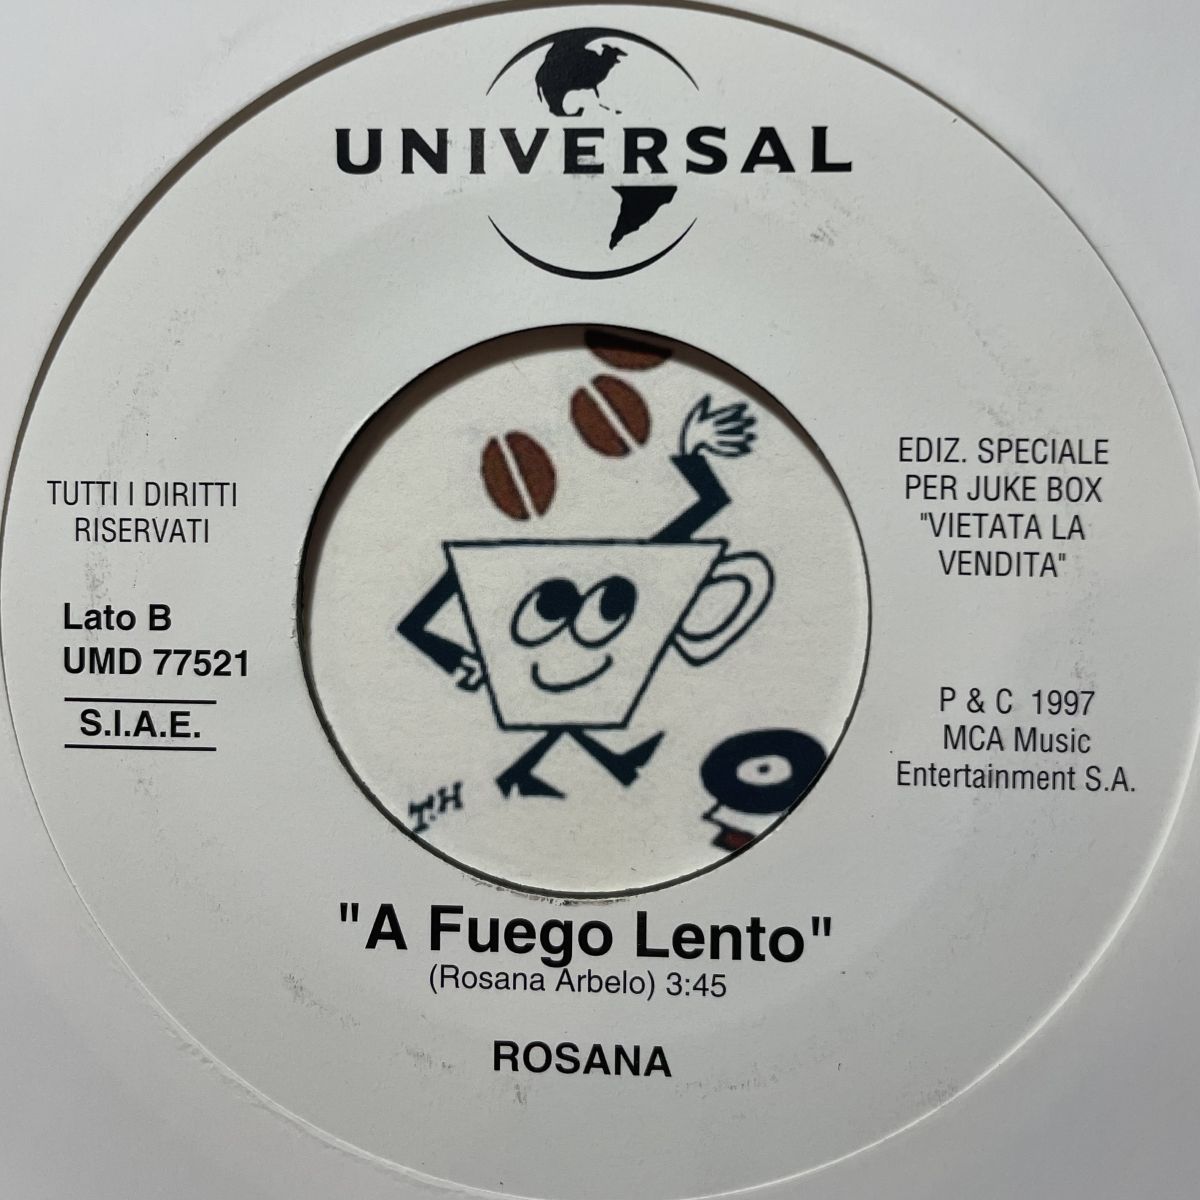 UNIVERSAL
TUTTI I DIRITTI
RISERVATI
Lato B
UMD 77521
S.I.A.E.
EDIZ. SPECIALE
PER JUKE BOX
"VIETATA LA
VENDITA"
P & C 1997
MCA Music
Entertainment S.A.
T.H
"A Fuego Lento"
(Rosana Arbelo) 3:45
ROSANA